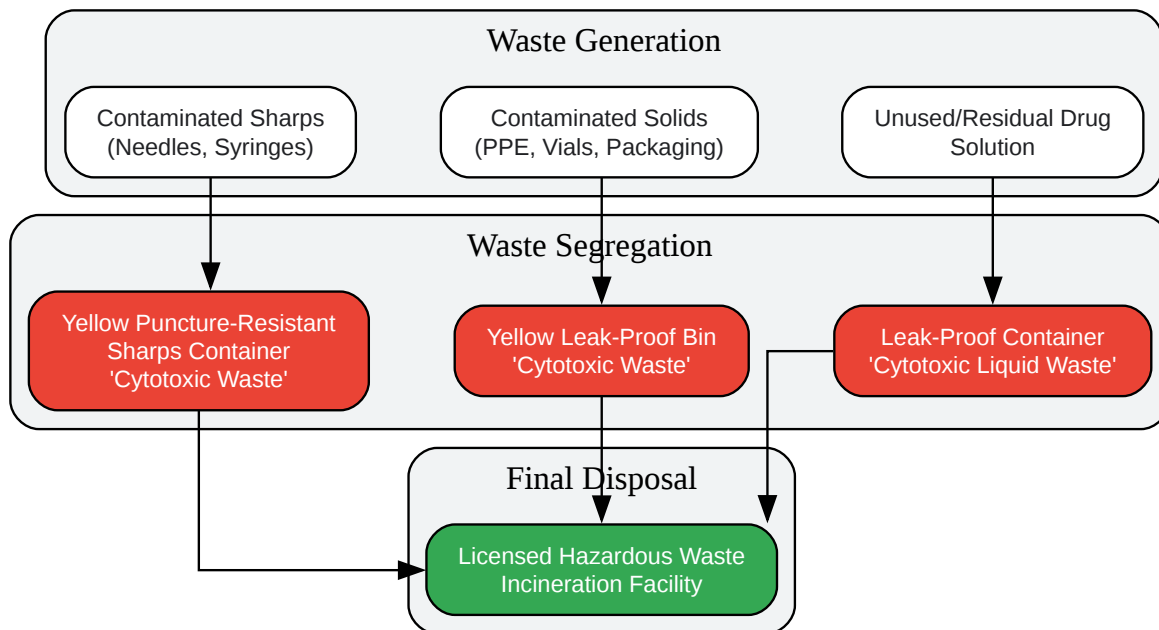 Waste Generation
Contaminated Sharps
(Needles, Syringes)
Contaminated Solids
(PPE, Vials, Packaging)
Unused/Residual Drug
Solution
Waste Segregation
Yellow Puncture-Resistant
Sharps Container
'Cytotoxic Waste'
Yellow Leak-Proof Bin
'Cytotoxic Waste'
Leak-Proof Container
'Cytotoxic Liquid Waste'
Final Disposal
Licensed Hazardous Waste
Incineration Facility